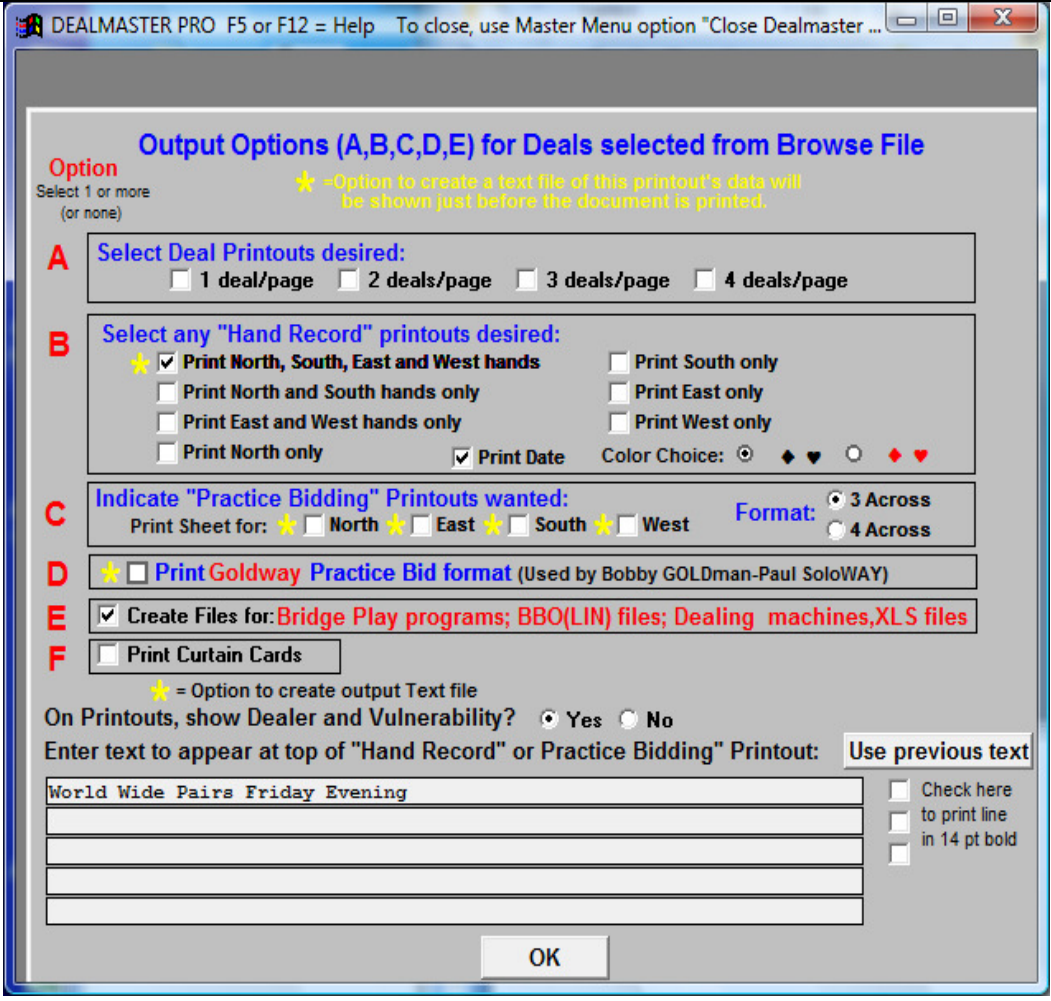 DEALMASTER PRO  F5 or F12 = Help    To close, use Master Menu option "Close Dealmaster ...
Output Options (A,B,C,D,E) for Deals selected from Browse File
Option
Select 1 or more
(or none)
=Option to create a text file of this printout's data will
be shown just before the document is printed.
A
Select Deal Printouts desired:
1 deal/page 2 deals/page 3 deals/page 4 deals/page
B
Select any "Hand Record" printouts desired:
Print North, South, East and West hands Print South only
Print North and South hands only Print East only
Print East and West hands only Print West only
Print North only Print Date Color Choice: ♦ ♥ ♦ ♥
C
Indicate "Practice Bidding" Printouts wanted:
Print Sheet for: North East South West
Format: 3 Across
4 Across
D Print Goldway Practice Bid format (Used by Bobby GOLDman-Paul SoloWAY)
E Create Files for: Bridge Play programs; BBO(LIN) files; Dealing machines,XLS files
F Print Curtain Cards
= Option to create output Text file
On Printouts, show Dealer and Vulnerability? Yes No
Enter text to appear at top of "Hand Record" or Practice Bidding" Printout: Use previous text
World Wide Pairs Friday Evening
Check here
to print line
in 14 pt bold
OK